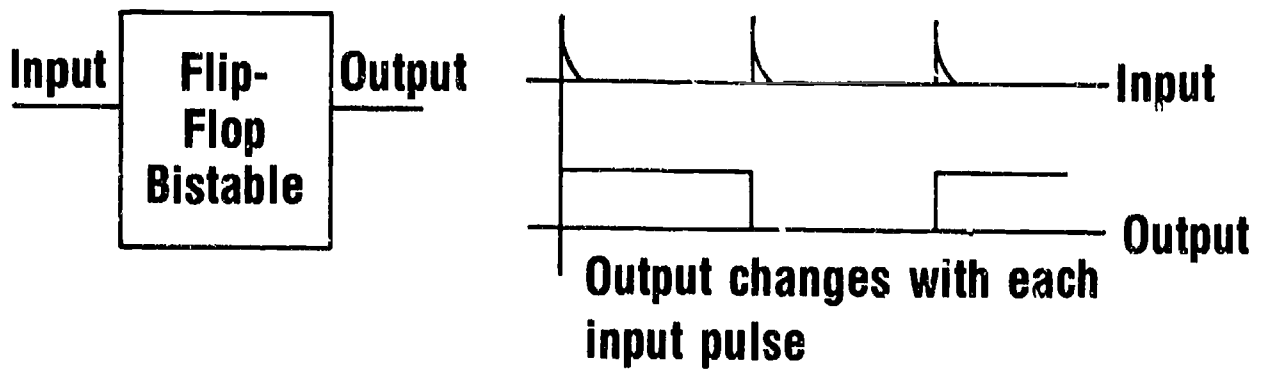 Input
Flip-
Flop
Bistable
Output
Input
Output
Output changes with each
input pulse